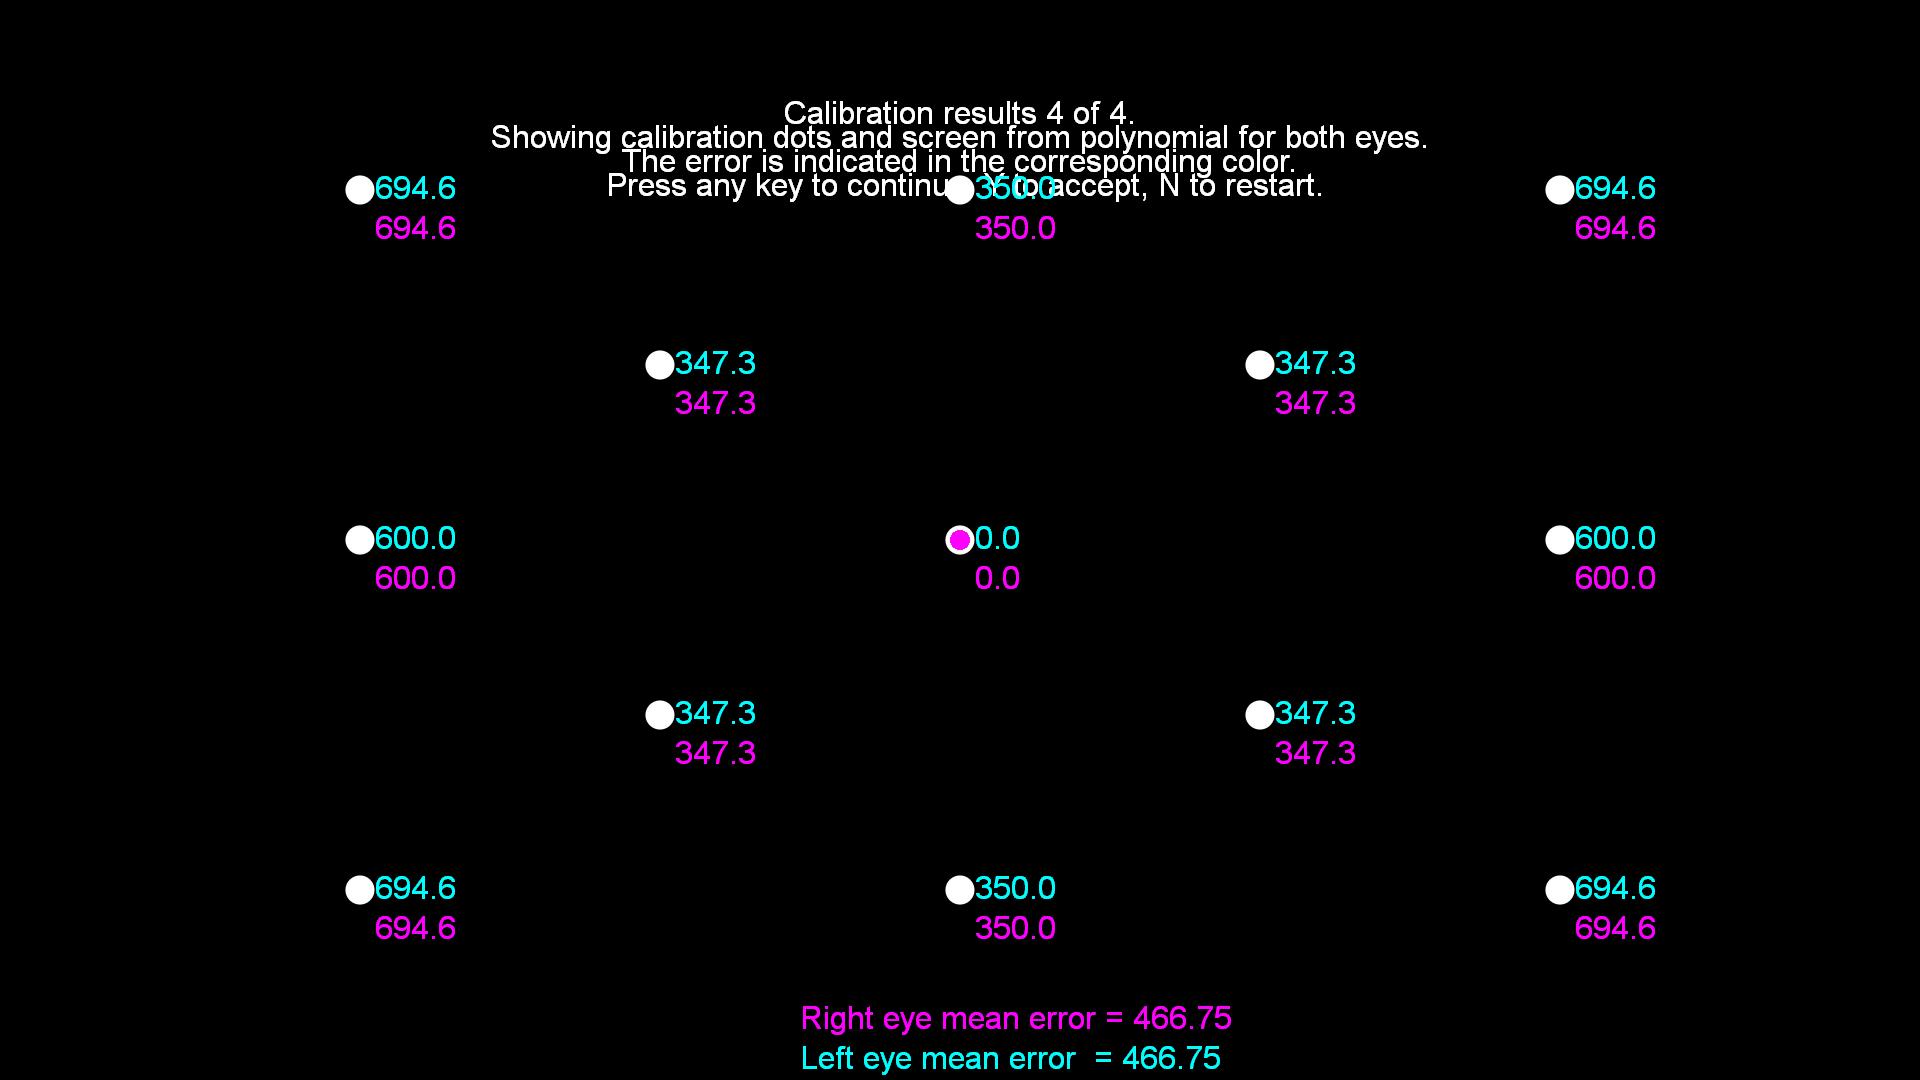 Calibration results 4 of 4.
Showing calibration dots and screen from polynomial for both eyes.
The error is indicated in the corresponding color.
Press any key to continue, Y to accept, N to restart.
694.6 350.0 694.6
694.6 350.0 694.6
347.3 347.3
347.3 347.3
600.0 0.0 600.0
600.0 0.0 600.0
347.3 347.3
347.3 347.3
694.6 350.0 694.6
694.6 350.0 694.6
Right eye mean error = 466.75
Left eye mean error = 466.75